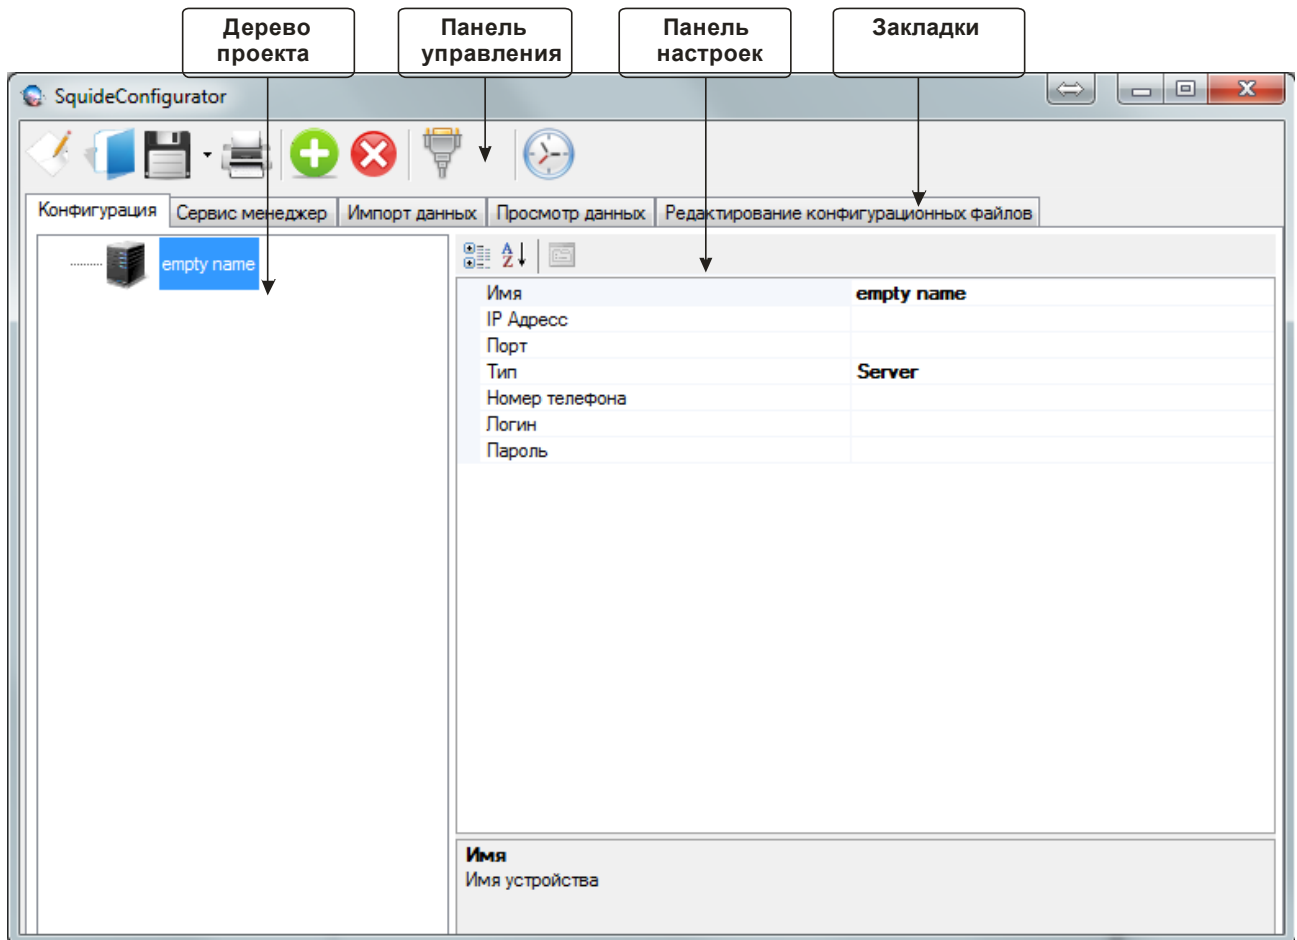 Дерево
проекта
Панель
управления
Панель
настроек
Закладки
SquideConfigurator
Конфигурация
Сервис менеджер
Импорт данных
Просмотр данных
Редактирование конфигурационных файлов
empty name
A
Z
Имя empty name
IP Адресс
Порт
Тип Server
Номер телефона
Логин
Пароль
Имя
Имя устройства